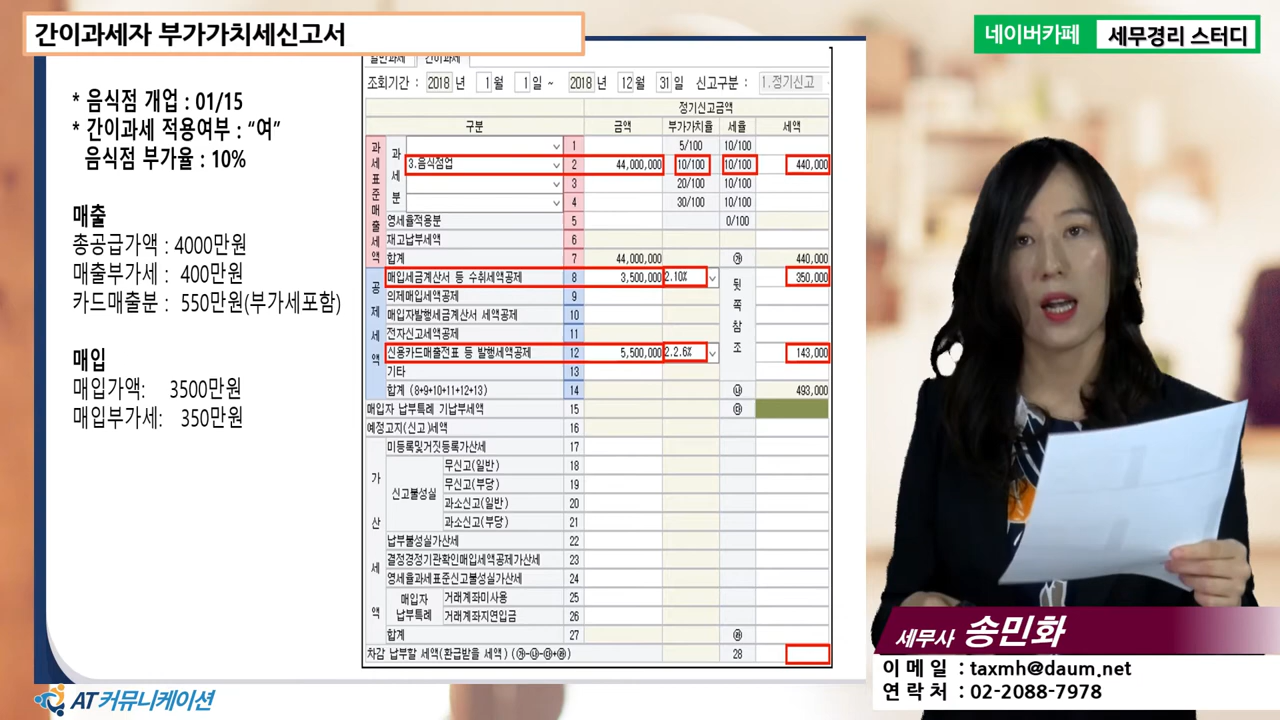 간이과세자 부가가치세신고서
네이버카페 세무경리 스터디
* 음식점 개업 : 01/15
* 간이과세 적용여부 : “여”
음식점 부가율 : 10%
매출
총공급가액 : 4000만원
매출부가세 : 400만원
카드매출분 : 550만원(부가세포함)
매입
매입가액: 3500만원
매입부가세: 350만원
일반과세 간이과세
조회기간 : 2018 년 1 월 1 일 ~ 2018 년 12 월 31 일 신고구분 : 1.정기신고
정기신고금액
구분 금액 부가가치율 세율 세액
과세표준매출세액
과세분
1 5/100 10/100
3.음식점업 2 44,000,000 10/100 10/100 440,000
3 20/100 10/100
4 30/100 10/100
영세율적용분 5 0/100
재고납부세액 6
합계 7 44,000,000 ㉮ 440,000
공제세액
매입세금계산서 등 수취세액공제 8 3,500,000 2.10% 350,000
뒷쪽참조
의제매입세액공제 9
매입자발행세금계산서 세액공제 10
전자신고세액공제 11
신용카드매출전표 등 발행세액공제 12 5,500,000 2.2.6% 143,000
기타 13
합계 (8+9+10+11+12+13) 14 ㉯ 493,000
매입자 납부특례 기납부세액 15 ㉰
예정고지(신고)세액 16
가산세액
미등록및거짓등록가산세 17
신고불성실
무신고(일반) 18
무신고(부당) 19
과소신고(일반) 20
과소신고(부당) 21
납부불성실가산세 22
결정경정기관확인매입세액공제가산세 23
영세율과세표준신고불성실가산세 24
매입자 납부특례
거래계좌미사용 25
거래계좌지연입금 26
합계 27 ㉱
차감 납부할 세액(환급받을 세액) (㉮-㉯-㉰+㉱) 28
세무사 송민화
이 메 일 : taxmh@daum.net
연 락 처 : 02-2088-7978
AT커뮤니케이션